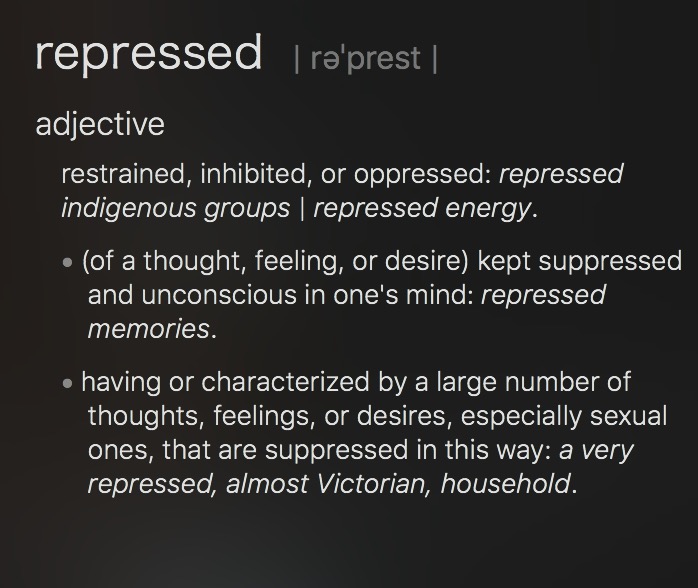 repressed | rə'prest |
adjective
restrained, inhibited, or oppressed: repressed
indigenous groups | repressed energy.
• (of a thought, feeling, or desire) kept suppressed
and unconscious in one's mind: repressed
memories.
• having or characterized by a large number of
thoughts, feelings, or desires, especially sexual
ones, that are suppressed in this way: a very
repressed, almost Victorian, household.